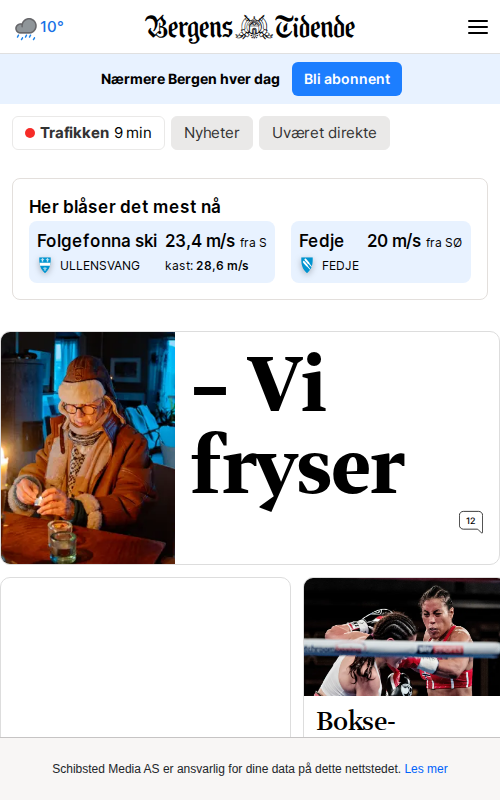 10°
Bergens Tidende
Nærmere Bergen hver dag
Bli abonnent
Trafikken 9 min
Nyheter
Uværet direkte
Her blåser det mest nå
Folgefonna ski 23,4 m/s fra S
ULLENSVANG kast: 28,6 m/s
Fedje 20 m/s fra SØ
FEDJE
– Vi
fryser
12
Bokse-
Schibsted Media AS er ansvarlig for dine data på dette nettstedet. Les mer